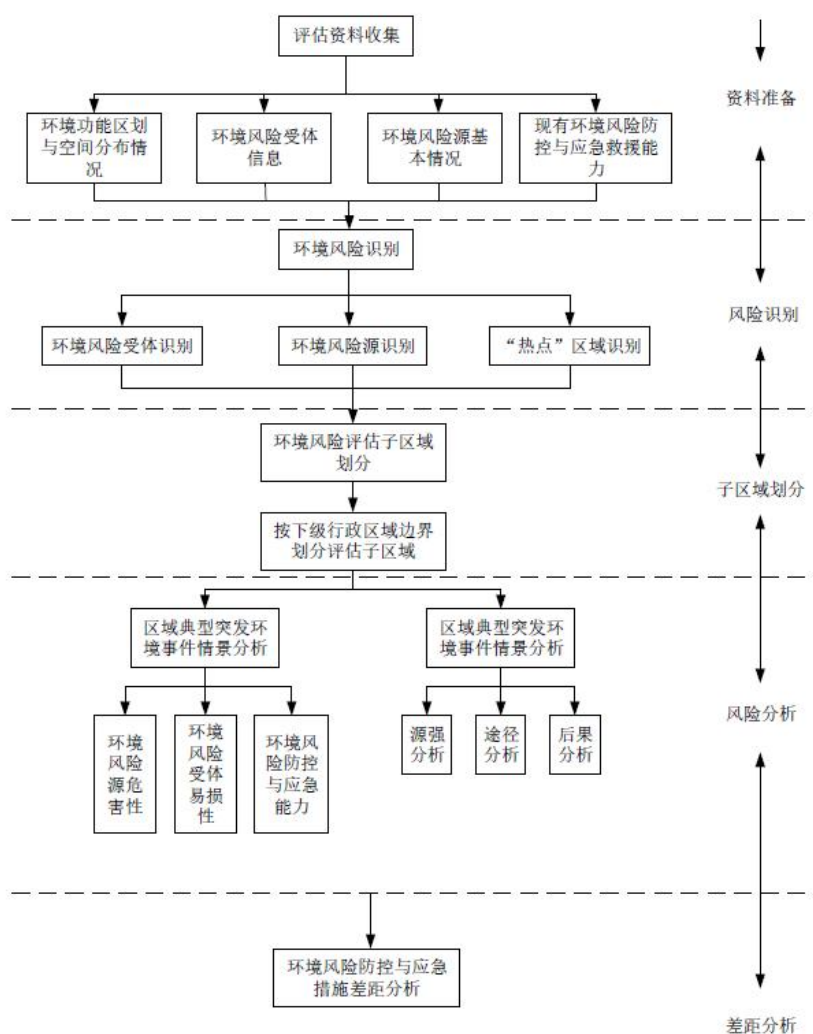 评估资料收集
资料准备
环境功能区划
与空间分布情
况
环境风险受体
信息
环境风险源基
本情况
现有环境风险防
控与应急救援能
力
环境风险识别
风险识别
环境风险受体识别
环境风险源识别
“热点”区域识别
环境风险评估子区域
划分
子区域划分
按下级行政区域边界
划分评估子区域
区域典型突发环
境事件情景分析
区域典型突发环
境事件情景分析
风险分析
环境
风险
源危
害性
环境
风险
受体
易损
性
环境风
险防控
与应急
能力
源强
分析
途径
分析
后果
分析
环境风险防控与应急
措施差距分析
差距分析